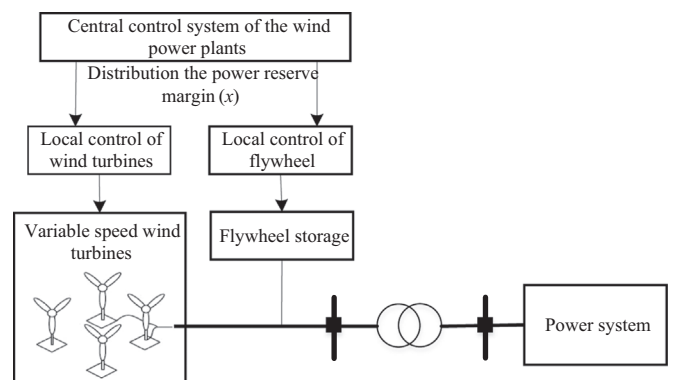 Central control system of the wind
power plants
Distribution the power reserve
margin (x)
Local control of
wind turbines
Local control of
flywheel
Variable speed wind
turbines
Flywheel storage
Power system